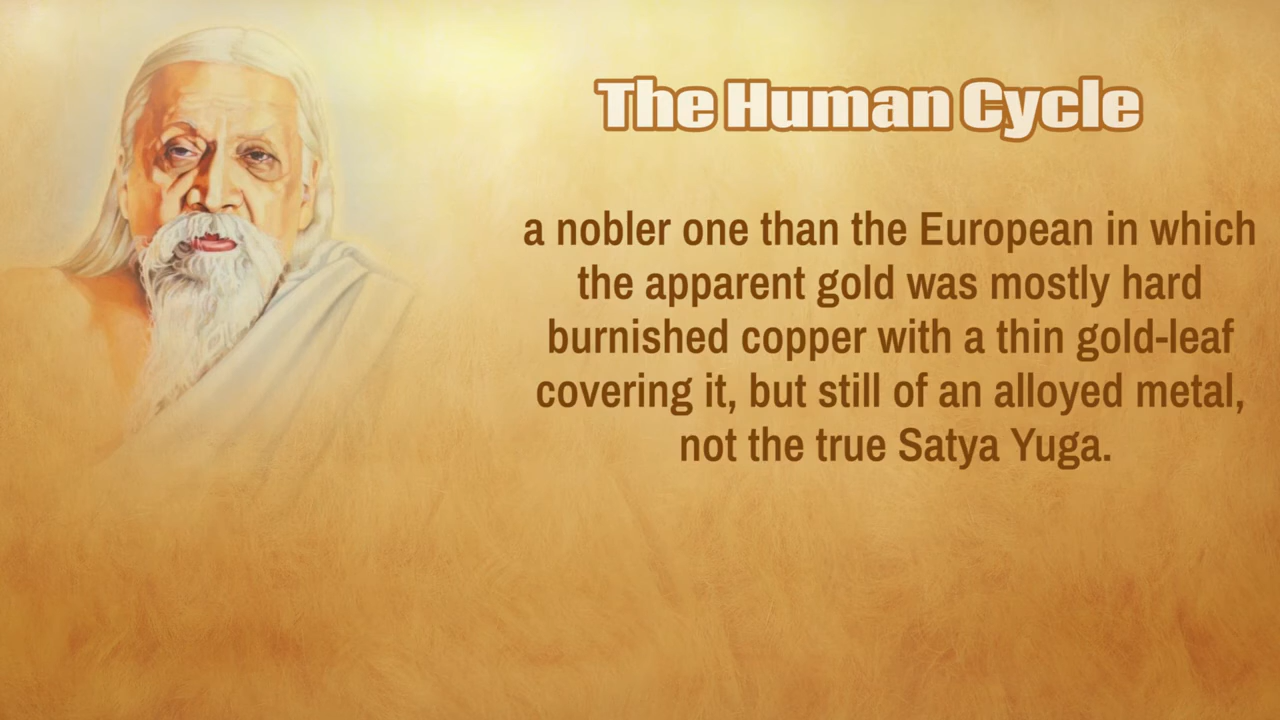 The Human Cycle
a nobler one than the European in which
the apparent gold was mostly hard
burnished copper with a thin gold-leaf
covering it, but still of an alloyed metal,
not the true Satya Yuga.